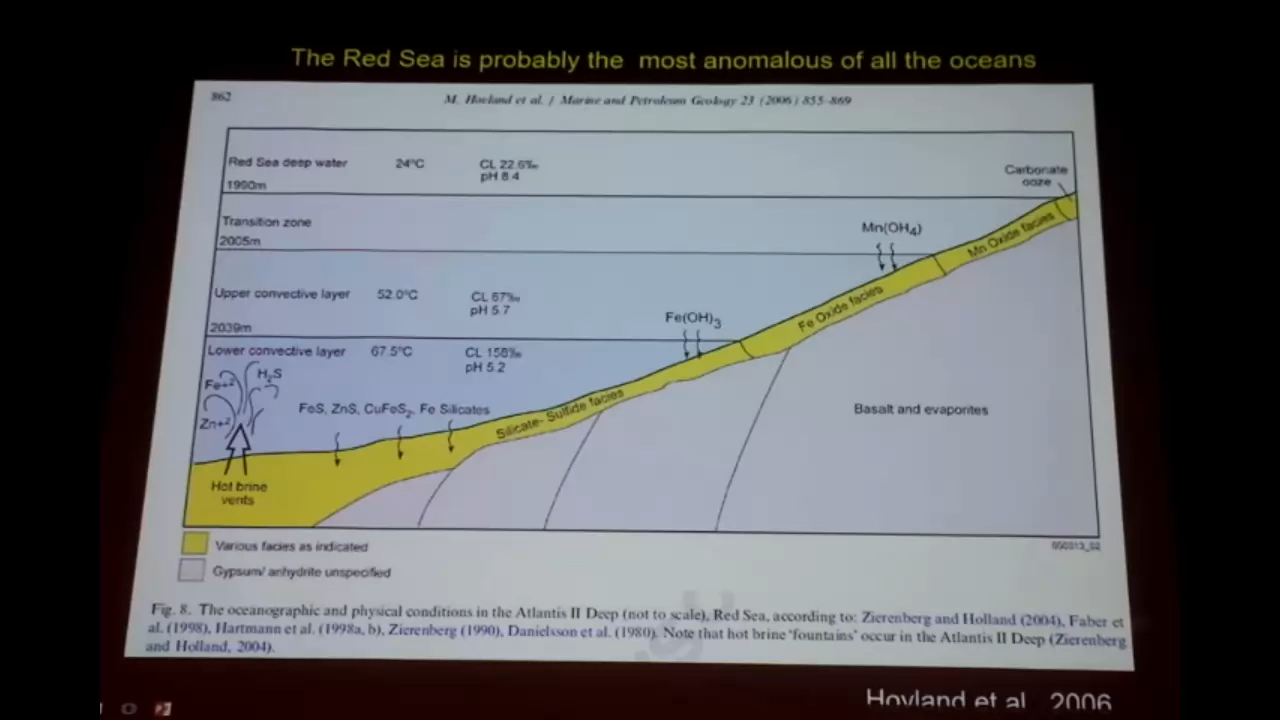 The Red Sea is probably the most anomalous of all the oceans
862
M. Hovland et al. / Marine and Petroleum Geology 23 (2006) 855-869
Red Sea deep water 24°C CL 22.6‰
pH 8.4
1990m
Carbonate
ooze
Transition zone
2005m
Mn(OH₄)
Mn Oxide facies
Upper convective layer 52.0°C CL 67‰
pH 5.7
2039m
Fe(OH)₃
Fe Oxide facies
Lower convective layer 67.5°C CL 156‰
pH 5.2
Fe+2
H₂S
Zn+2
FeS, ZnS, CuFeS₂, Fe Silicates
Silicate- Sulfide facies
Basalt and evaporites
Hot brine
vents
Various facies as indicated
Gypsum/ anhydrite unspecified
Fig. 8. The oceanographic and physical conditions in the Atlantis II Deep (not to scale), Red Sea, according to: Zierenberg and Holland (2004), Faber et
al. (1998), Hartmann et al. (1998a, b), Zierenberg (1990), Danielsson et al. (1980). Note that hot brine 'fountains' occur in the Atlantis II Deep (Zierenberg
and Holland, 2004).
Hovland et al 2006